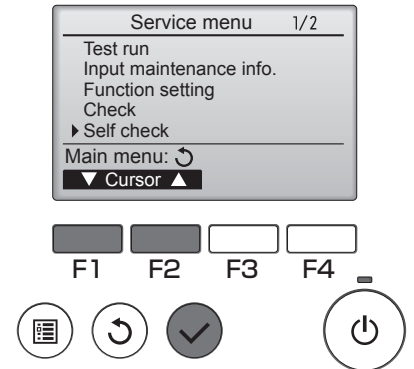 Service menu 1/2
Test run
Input maintenance info.
Function setting
Check
Self check
Main menu:
Cursor
F1 F2 F3 F4